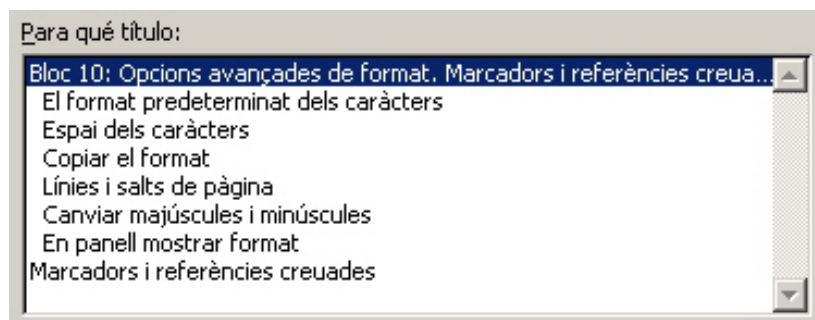 Para qué título:
Bloc 10: Opcions avançades de format. Marcadors i referències creua...
El format predeterminat dels caràcters
Espai dels caràcters
Copiar el format
Línies i salts de pàgina
Canviar majúscules i minúscules
En panell mostrar format
Marcadors i referències creuades